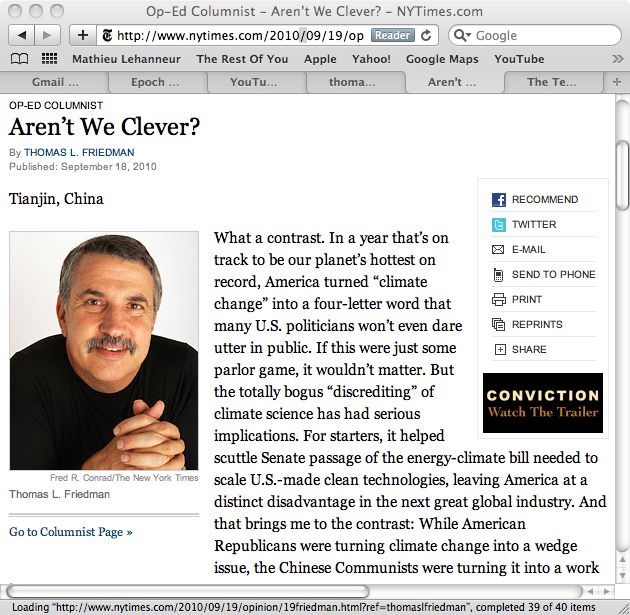 Op-Ed Columnist – Aren't We Clever? – NYTimes.com
http://www.nytimes.com/2010/09/19/op Reader Google
Mathieu Lehanneur The Rest Of You Apple Yahoo! Google Maps YouTube
Gmail ... Epoch ... YouTu... thoma... Aren't ... The Te...
OP-ED COLUMNIST
Aren't We Clever?
By THOMAS L. FRIEDMAN
Published: September 18, 2010
Tianjin, China
RECOMMEND
TWITTER
E-MAIL
SEND TO PHONE
PRINT
REPRINTS
SHARE
CONVICTION
Watch The Trailer
Fred R. Conrad/The New York Times
Thomas L. Friedman
Go to Columnist Page »
What a contrast. In a year that's on
track to be our planet's hottest on
record, America turned “climate
change” into a four-letter word that
many U.S. politicians won't even dare
utter in public. If this were just some
parlor game, it wouldn't matter. But
the totally bogus “discrediting” of
climate science has had serious
implications. For starters, it helped
scuttle Senate passage of the energy-climate bill needed to
scale U.S.-made clean technologies, leaving America at a
distinct disadvantage in the next great global industry. And
that brings me to the contrast: While American
Republicans were turning climate change into a wedge
issue, the Chinese Communists were turning it into a work
Loading “http://www.nytimes.com/2010/09/19/opinion/19friedman.html?ref=thomaslfriedman”, completed 39 of 40 items